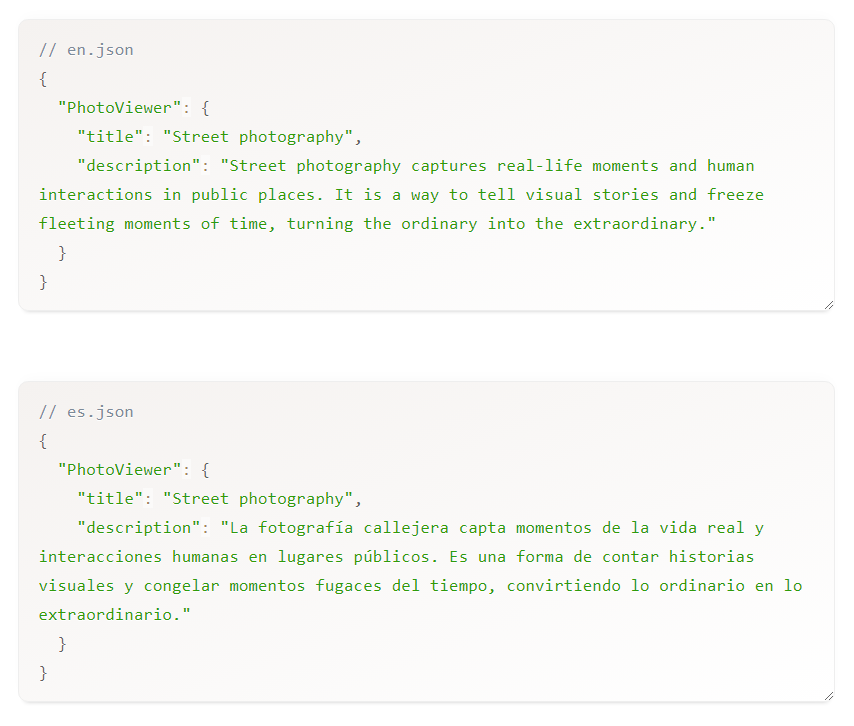 // en.json
{
  "PhotoViewer": {
    "title": "Street photography",
    "description": "Street photography captures real-life moments and human
interactions in public places. It is a way to tell visual stories and freeze
fleeting moments of time, turning the ordinary into the extraordinary."
  }
}
// es.json
{
  "PhotoViewer": {
    "title": "Street photography",
    "description": "La fotografía callejera capta momentos de la vida real y
interacciones humanas en lugares públicos. Es una forma de contar historias
visuales y congelar momentos fugaces del tiempo, convirtiendo lo ordinario en lo
extraordinario."
  }
}